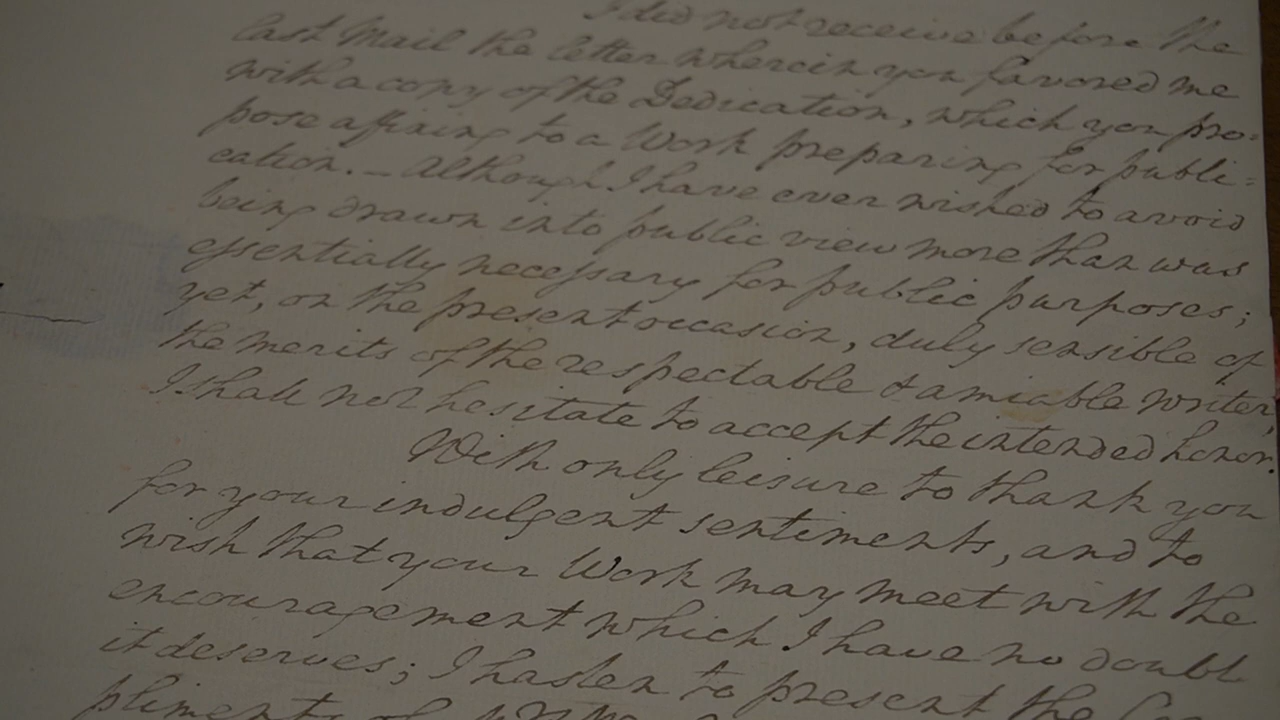 I did not receive before the
last Mail the letter wherein you favored me
with a copy of the Dedication, which you pro=
pose affixing to a Work preparing for publi=
cation. — Although I have ever wished to avoid
being drawn into public view more than was
essentially necessary for public purposes;
yet, on the present occasion, duly sensible of
the merits of the respectable & amiable writer,
I shall not hesitate to accept the intended honor.
With only leisure to thank you
for your indulgent sentiments, and to
wish that your Work may meet with the
encouragement which I have no doubt
it deserves; I hasten to present the Com
pliments of Mrs